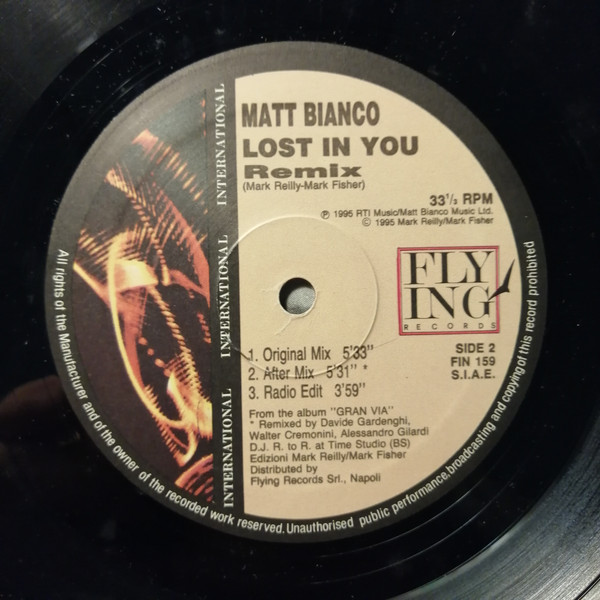 MATT BIANCO
LOST IN YOU
Remix
(Mark Reilly-Mark Fisher)
33 1/3 RPM
℗ 1995 RTI Music/Matt Bianco Music Ltd.
© 1995 Mark Reilly/Mark Fisher
FLY
ING
RECORDS
SIDE 2
FIN 159
S.I.A.E.
1. Original Mix 5'33"
2. After Mix 5'31" *
3. Radio Edit 3'59"
From the album "GRAN VIA"
* Remixed by Davide Gardenghi,
Walter Cremonini, Alessandro Gilardi
D.J. R. to R. at Time Studio (BS)
Edizioni Mark Reilly/Mark Fisher
Distributed by
Flying Records Srl., Napoli
INTERNATIONAL
INTERNATIONAL
INTERNATIONAL
All rights of the Manufacturer and of the owner of the recorded work reserved. Unauthorised public performance, broadcasting and copying of this record prohibited